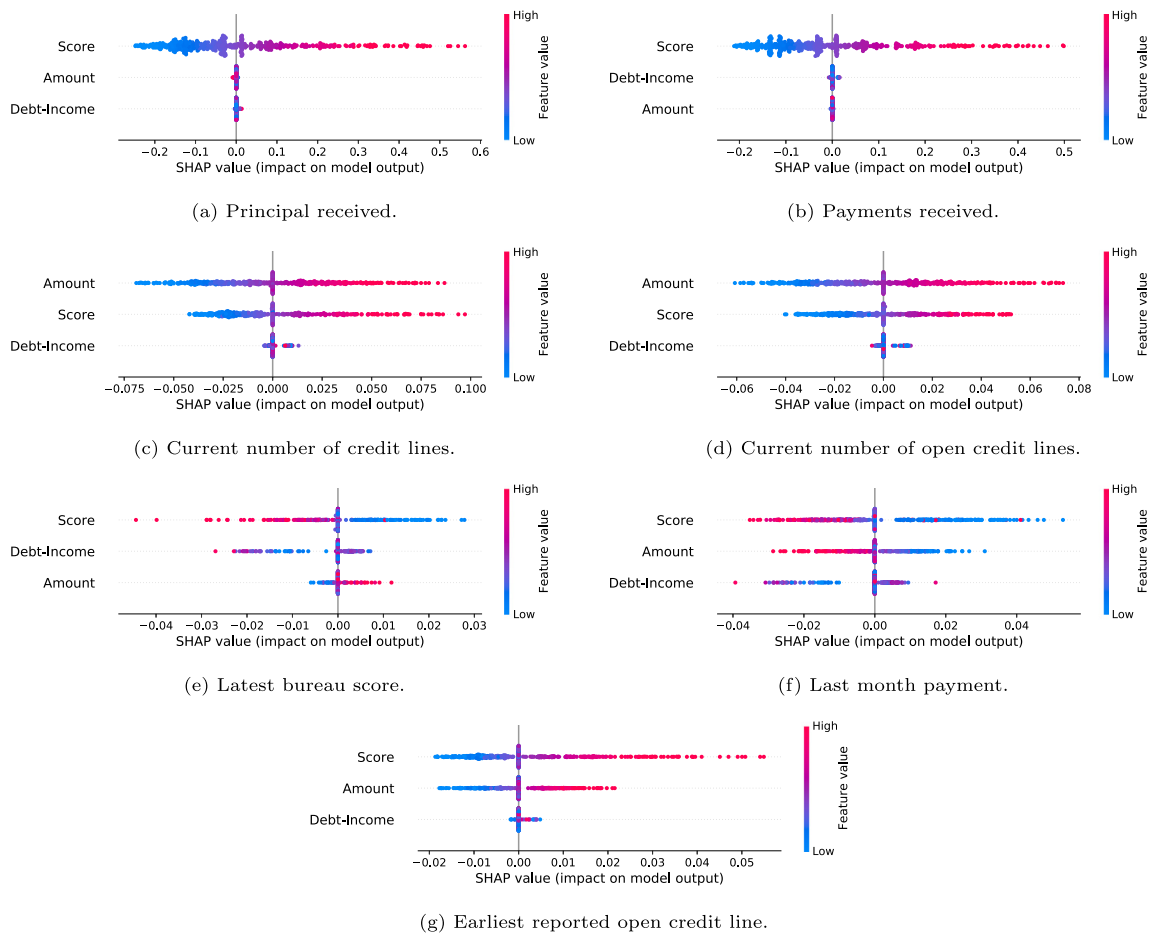 High
Score
Amount
Debt-Income
Feature value
Low
−0.2 −0.1 0.0 0.1 0.2 0.3 0.4 0.5 0.6
SHAP value (impact on model output)
(a) Principal received.
High
Score
Debt-Income
Amount
Feature value
Low
−0.2 −0.1 0.0 0.1 0.2 0.3 0.4 0.5
SHAP value (impact on model output)
(b) Payments received.
High
Amount
Score
Debt-Income
Feature value
Low
−0.075 −0.050 −0.025 0.000 0.025 0.050 0.075 0.100
SHAP value (impact on model output)
(c) Current number of credit lines.
High
Amount
Score
Debt-Income
Feature value
Low
−0.06 −0.04 −0.02 0.00 0.02 0.04 0.06 0.08
SHAP value (impact on model output)
(d) Current number of open credit lines.
High
Score
Debt-Income
Amount
Feature value
Low
−0.04 −0.03 −0.02 −0.01 0.00 0.01 0.02 0.03
SHAP value (impact on model output)
(e) Latest bureau score.
High
Score
Amount
Debt-Income
Feature value
Low
−0.04 −0.02 0.00 0.02 0.04
SHAP value (impact on model output)
(f) Last month payment.
High
Score
Amount
Debt-Income
Feature value
Low
−0.02 −0.01 0.00 0.01 0.02 0.03 0.04 0.05
SHAP value (impact on model output)
(g) Earliest reported open credit line.